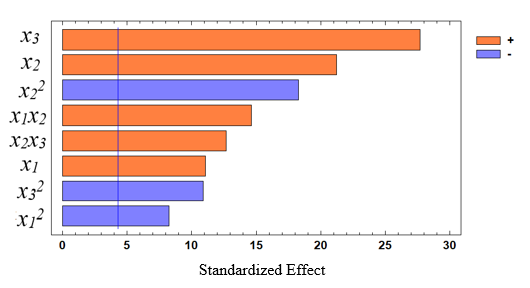 x₃ +
x₂ -
x₂²
x₁x₂
x₂x₃
x₁
x₃²
x₁²
0 5 10 15 20 25 30
Standardized Effect